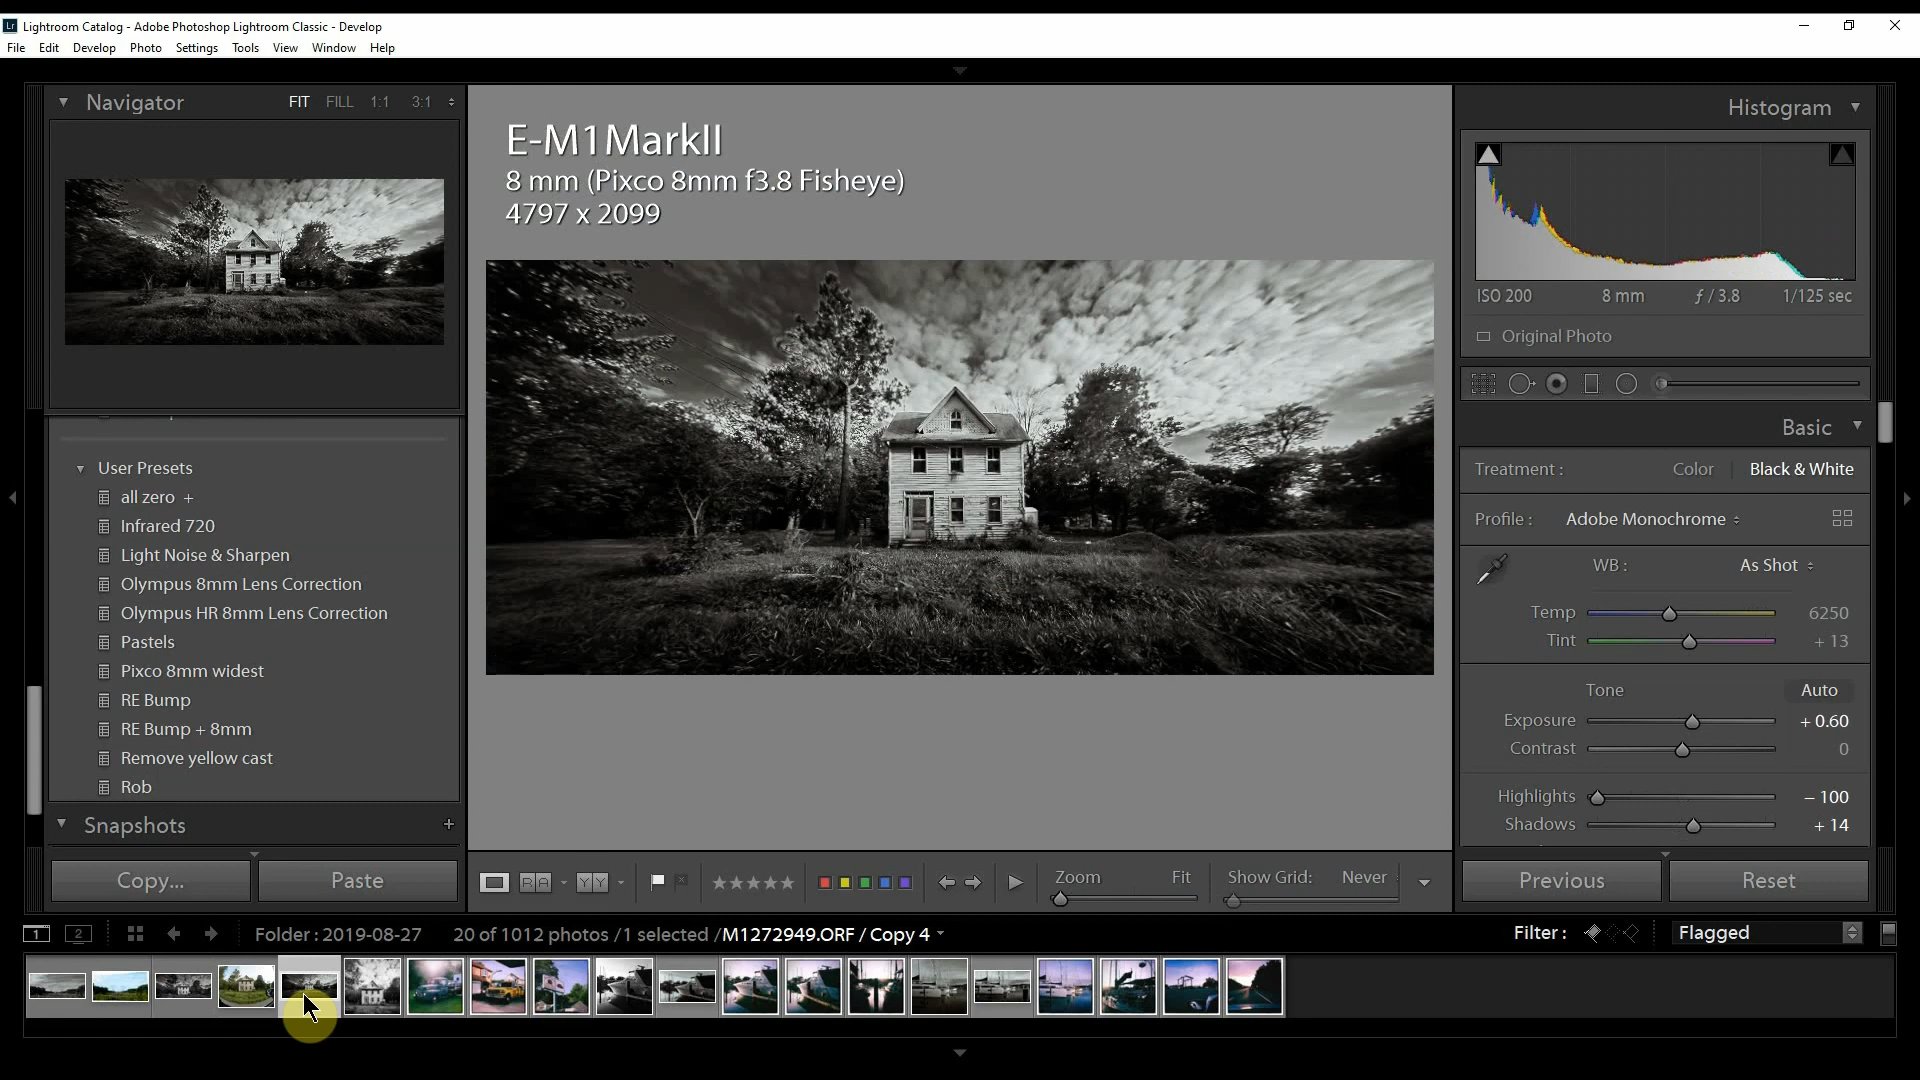 Lightroom Catalog - Adobe Photoshop Lightroom Classic - Develop
File Edit Develop Photo Settings Tools View Window Help
Navigator FIT FILL 1:1 3:1
User Presets
all zero +
Infrared 720
Light Noise & Sharpen
Olympus 8mm Lens Correction
Olympus HR 8mm Lens Correction
Pastels
Pixco 8mm widest
RE Bump
RE Bump + 8mm
Remove yellow cast
Rob
Snapshots +
Copy... Paste
E-M1MarkII
8 mm (Pixco 8mm f3.8 Fisheye)
4797 x 2099
Zoom Fit Show Grid: Never
Histogram
ISO 200 8 mm ƒ / 3.8 1/125 sec
Original Photo
Basic
Treatment : Color Black & White
Profile : Adobe Monochrome
WB : As Shot
Temp 6250
Tint + 13
Tone Auto
Exposure + 0.60
Contrast 0
Highlights – 100
Shadows + 14
Previous Reset
1 2 Folder : 2019-08-27 20 of 1012 photos / 1 selected / M1272949.ORF / Copy 4 Filter : Flagged